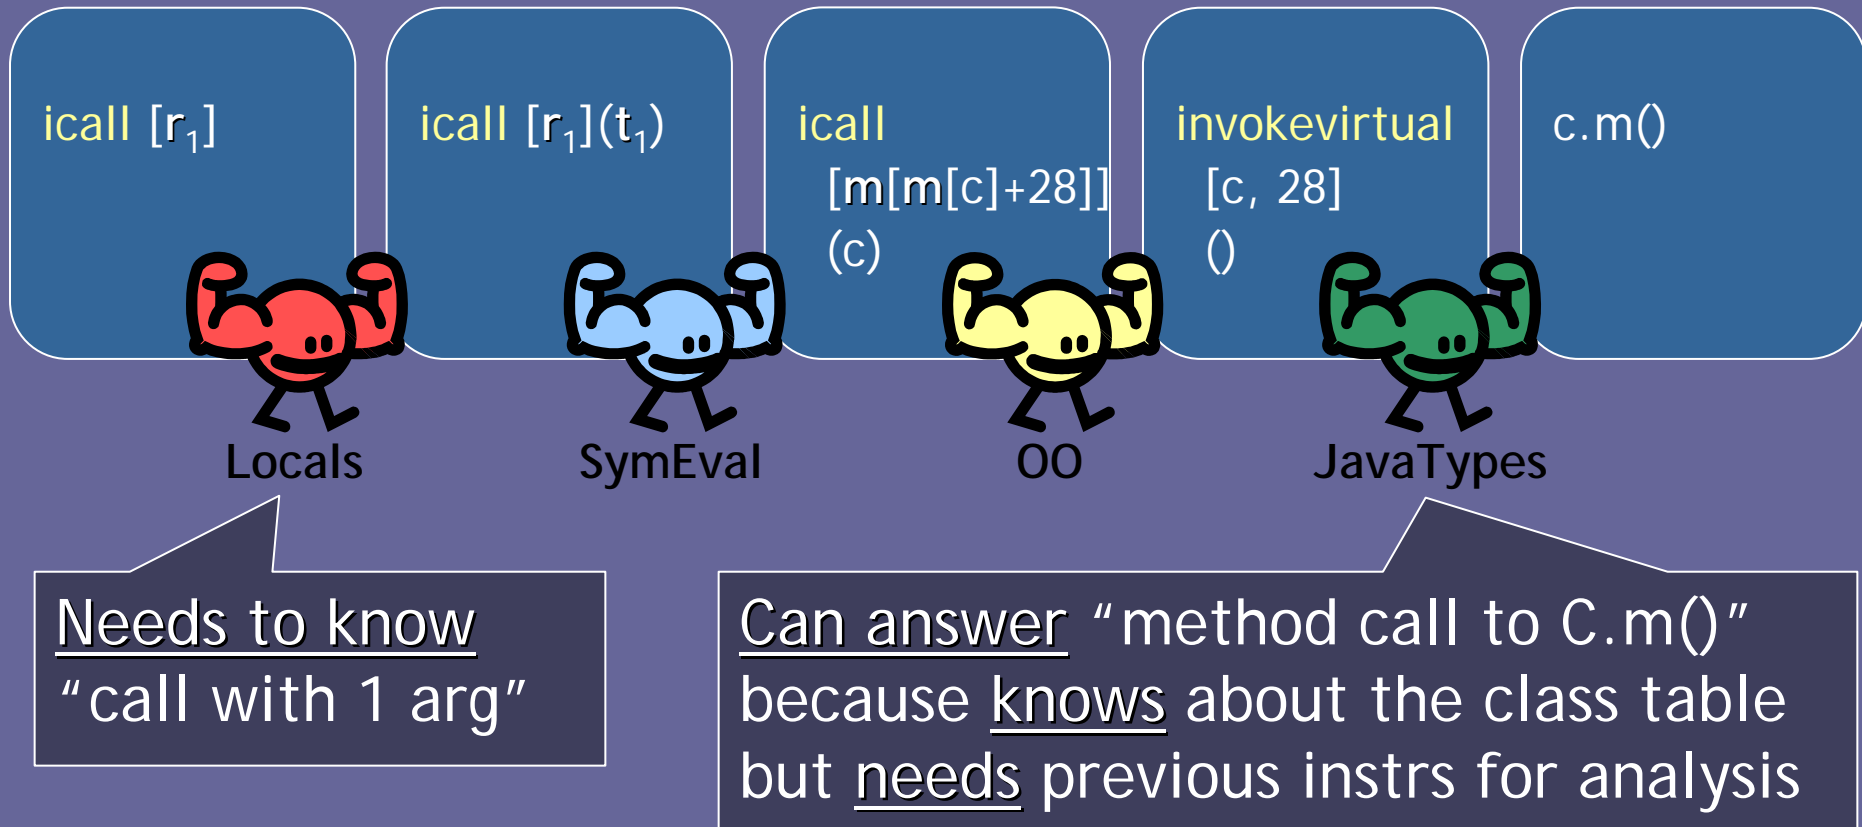 icall [r₁]
icall [r₁](t₁)
icall
[m[m[c]+28]]
(c)
invokevirtual
[c, 28]
()
c.m()
Locals
SymEval
OO
JavaTypes
Needs to know
“call with 1 arg”
Can answer “method call to C.m()”
because knows about the class table
but needs previous instrs for analysis